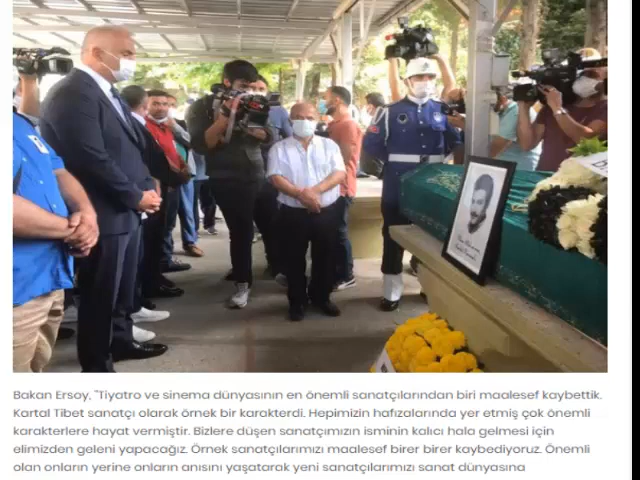 Bakan Ersoy, "Tiyatro ve sinema dünyasının en önemli sanatçılarından biri maalesef kaybettik.
Kartal Tibet sanatçı olarak örnek bir karakterdi. Hepimizin hafızalarında yer etmiş çok önemli
karakterlere hayat vermiştir. Bizlere düşen sanatçımızın isminin kalıcı hala gelmesi için
elimizden geleni yapacağız. Örnek sanatçılarımızı maalesef birer birer kaybediyoruz. Önemli
olan onların yerine onların anısını yaşatarak yeni sanatçılarımızı sanat dünyasına